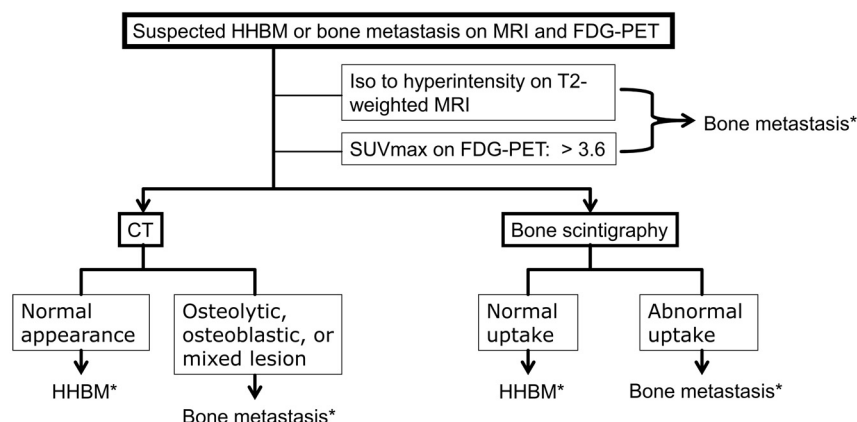 Suspected HHBM or bone metastasis on MRI and FDG-PET
Iso to hyperintensity on T2-
weighted MRI
Bone metastasis*
SUVmax on FDG-PET: > 3.6
CT
Bone scintigraphy
Normal
appearance
Osteolytic,
osteoblastic, or
mixed lesion
Normal
uptake
Abnormal
uptake
HHBM*
Bone metastasis*
HHBM*
Bone metastasis*